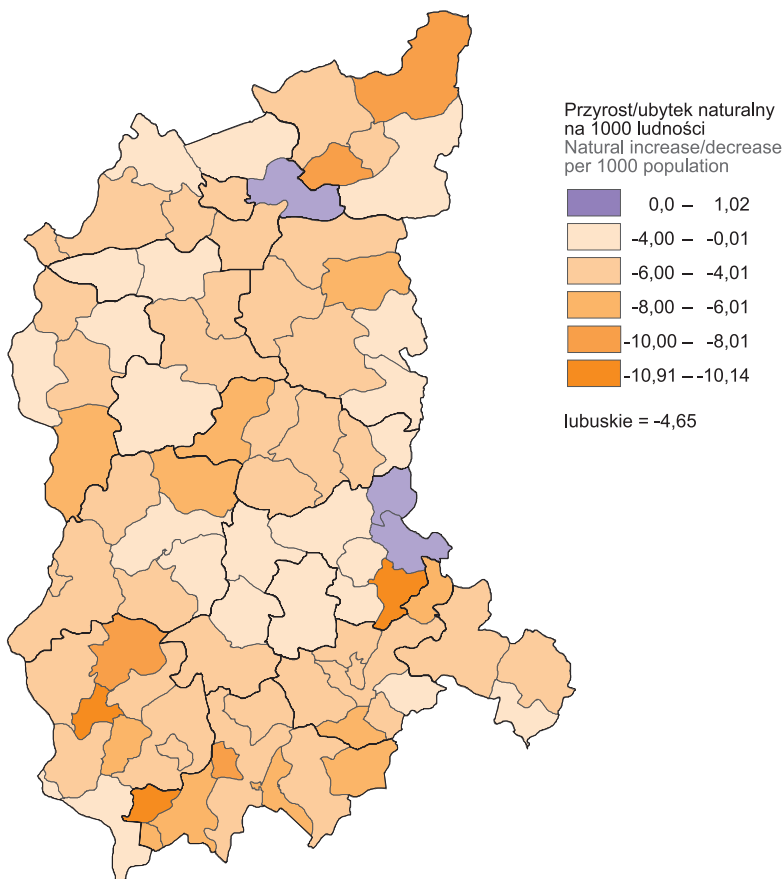 Przyrost/ubytek naturalny
na 1000 ludności
Natural increase/decrease
per 1000 population
0,0 – 1,02
-4,00 – -0,01
-6,00 – -4,01
-8,00 – -6,01
-10,00 – -8,01
-10,91 – -10,14
lubuskie = -4,65